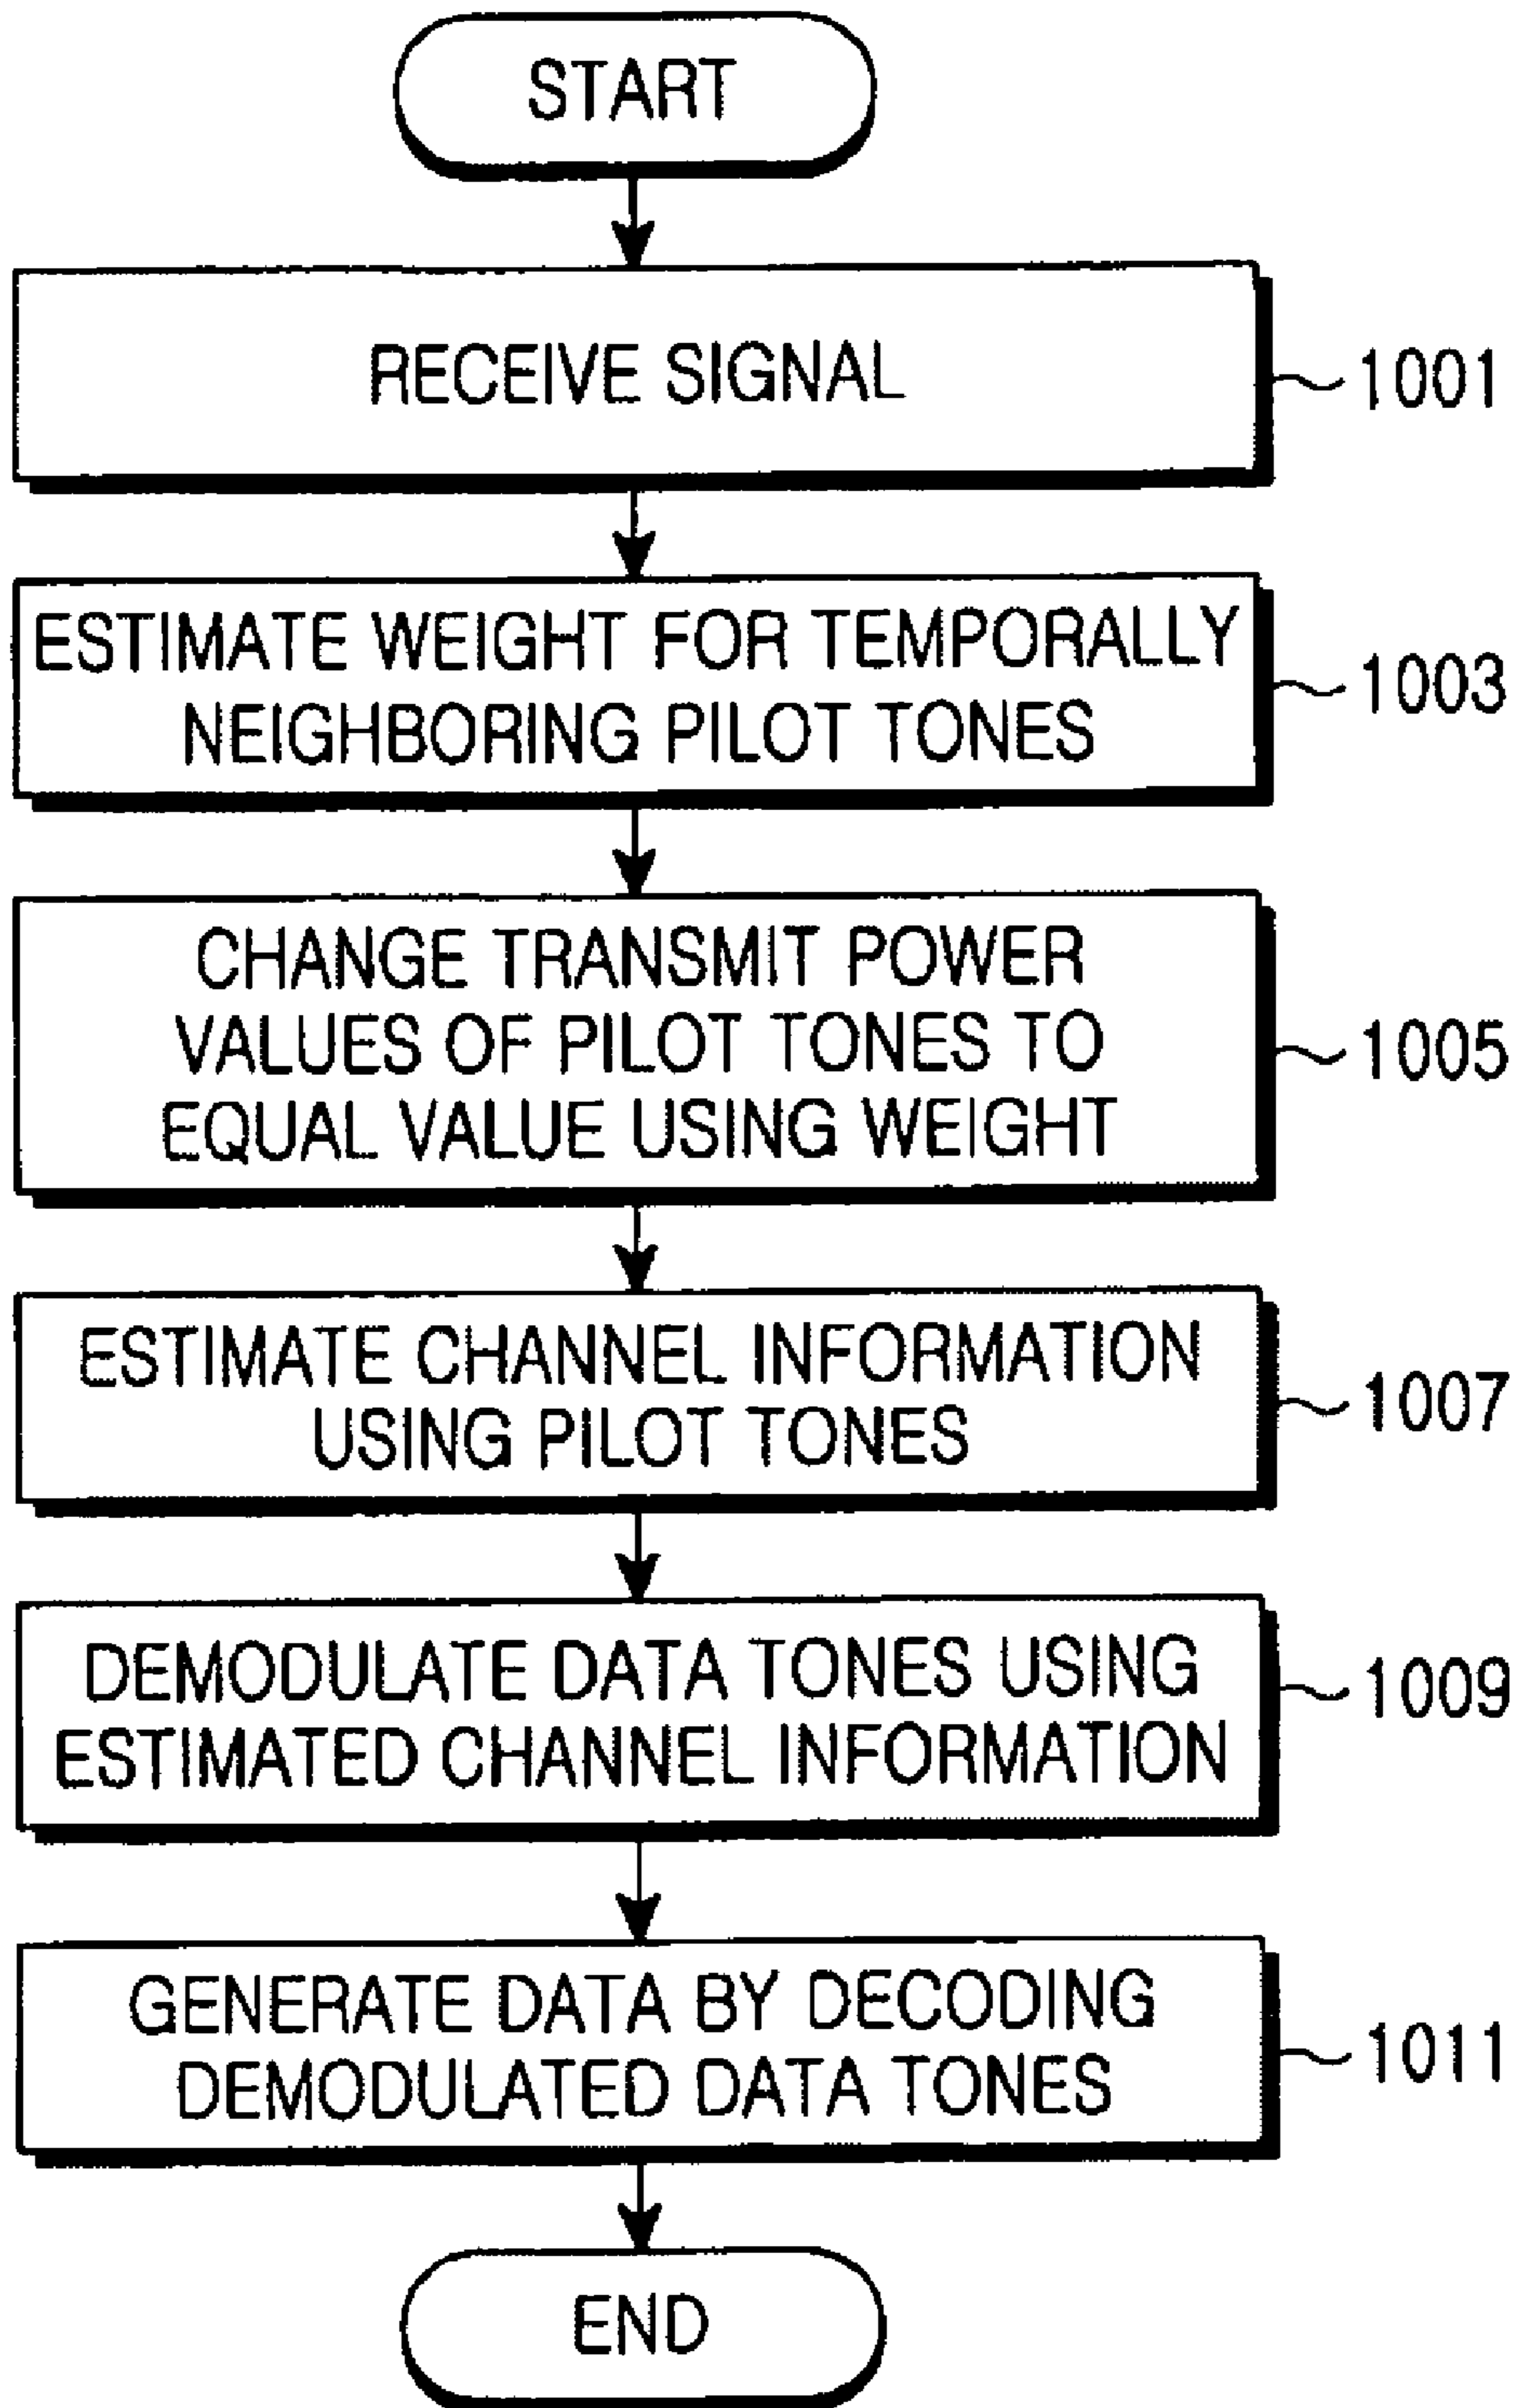 START
RECEIVE SIGNAL
1001
ESTIMATE WEIGHT FOR TEMPORALLY
NEIGHBORING PILOT TONES
1003
CHANGE TRANSMIT POWER
VALUES OF PILOT TONES TO
EQUAL VALUE USING WEIGHT
1005
ESTIMATE CHANNEL INFORMATION
USING PILOT TONES
1007
DEMODULATE DATA TONES USING
ESTIMATED CHANNEL INFORMATION
1009
GENERATE DATA BY DECODING
DEMODULATED DATA TONES
1011
END